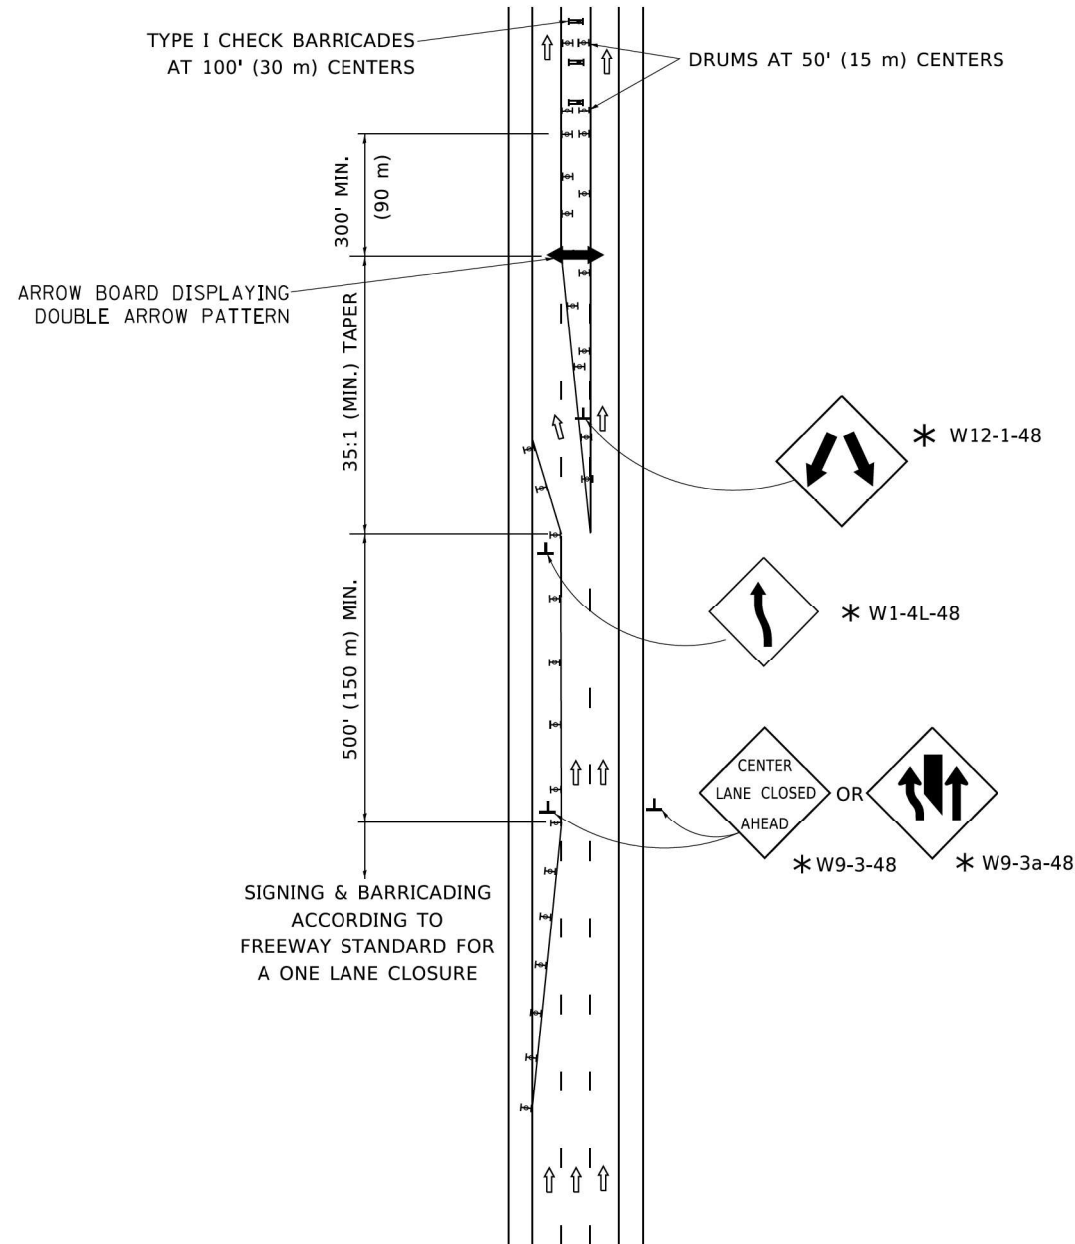 TYPE I CHECK BARRICADES
AT 100' (30 m) CENTERS
DRUMS AT 50' (15 m) CENTERS
300' MIN.
(90 m)
ARROW BOARD DISPLAYING
DOUBLE ARROW PATTERN
35:1 (MIN.) TAPER
* W12-1-48
* W1-4L-48
500' (150 m) MIN.
CENTER
LANE CLOSED
AHEAD
OR
* W9-3-48
* W9-3a-48
SIGNING & BARRICADING
ACCORDING TO
FREEWAY STANDARD FOR
A ONE LANE CLOSURE